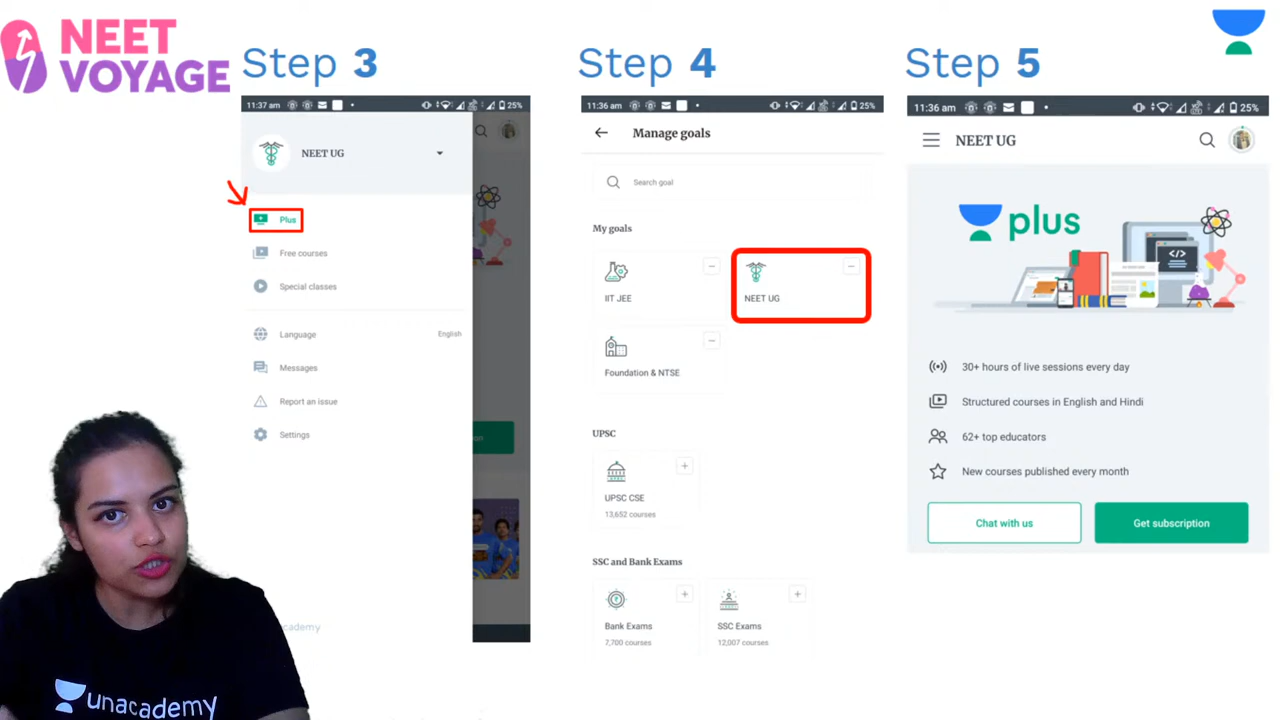 NEET
VOYAGE
Step 3
11:37 am
25%
NEET UG
Plus
Free courses
Special classes
Language
English
Messages
Report an issue
Settings
Step 4
11:36 am
25%
Manage goals
Search goal
My goals
IIT JEE
NEET UG
Foundation & NTSE
UPSC
UPSC CSE
13,652 courses
SSC and Bank Exams
Bank Exams
7,700 courses
SSC Exams
12,007 courses
Step 5
11:36 am
25%
NEET UG
plus
30+ hours of live sessions every day
Structured courses in English and Hindi
62+ top educators
New courses published every month
Chat with us
Get subscription
unacademy